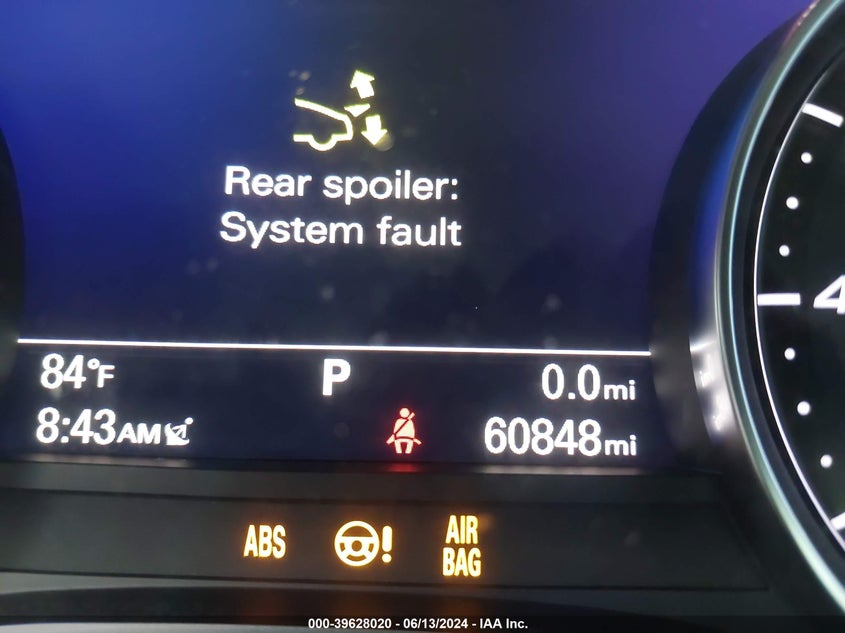 Rear spoiler:
System fault
84°F P 0.0mi
8:43AM 60848mi
ABS AIR BAG
4
000-39628020 - 06/13/2024 - IAA Inc.